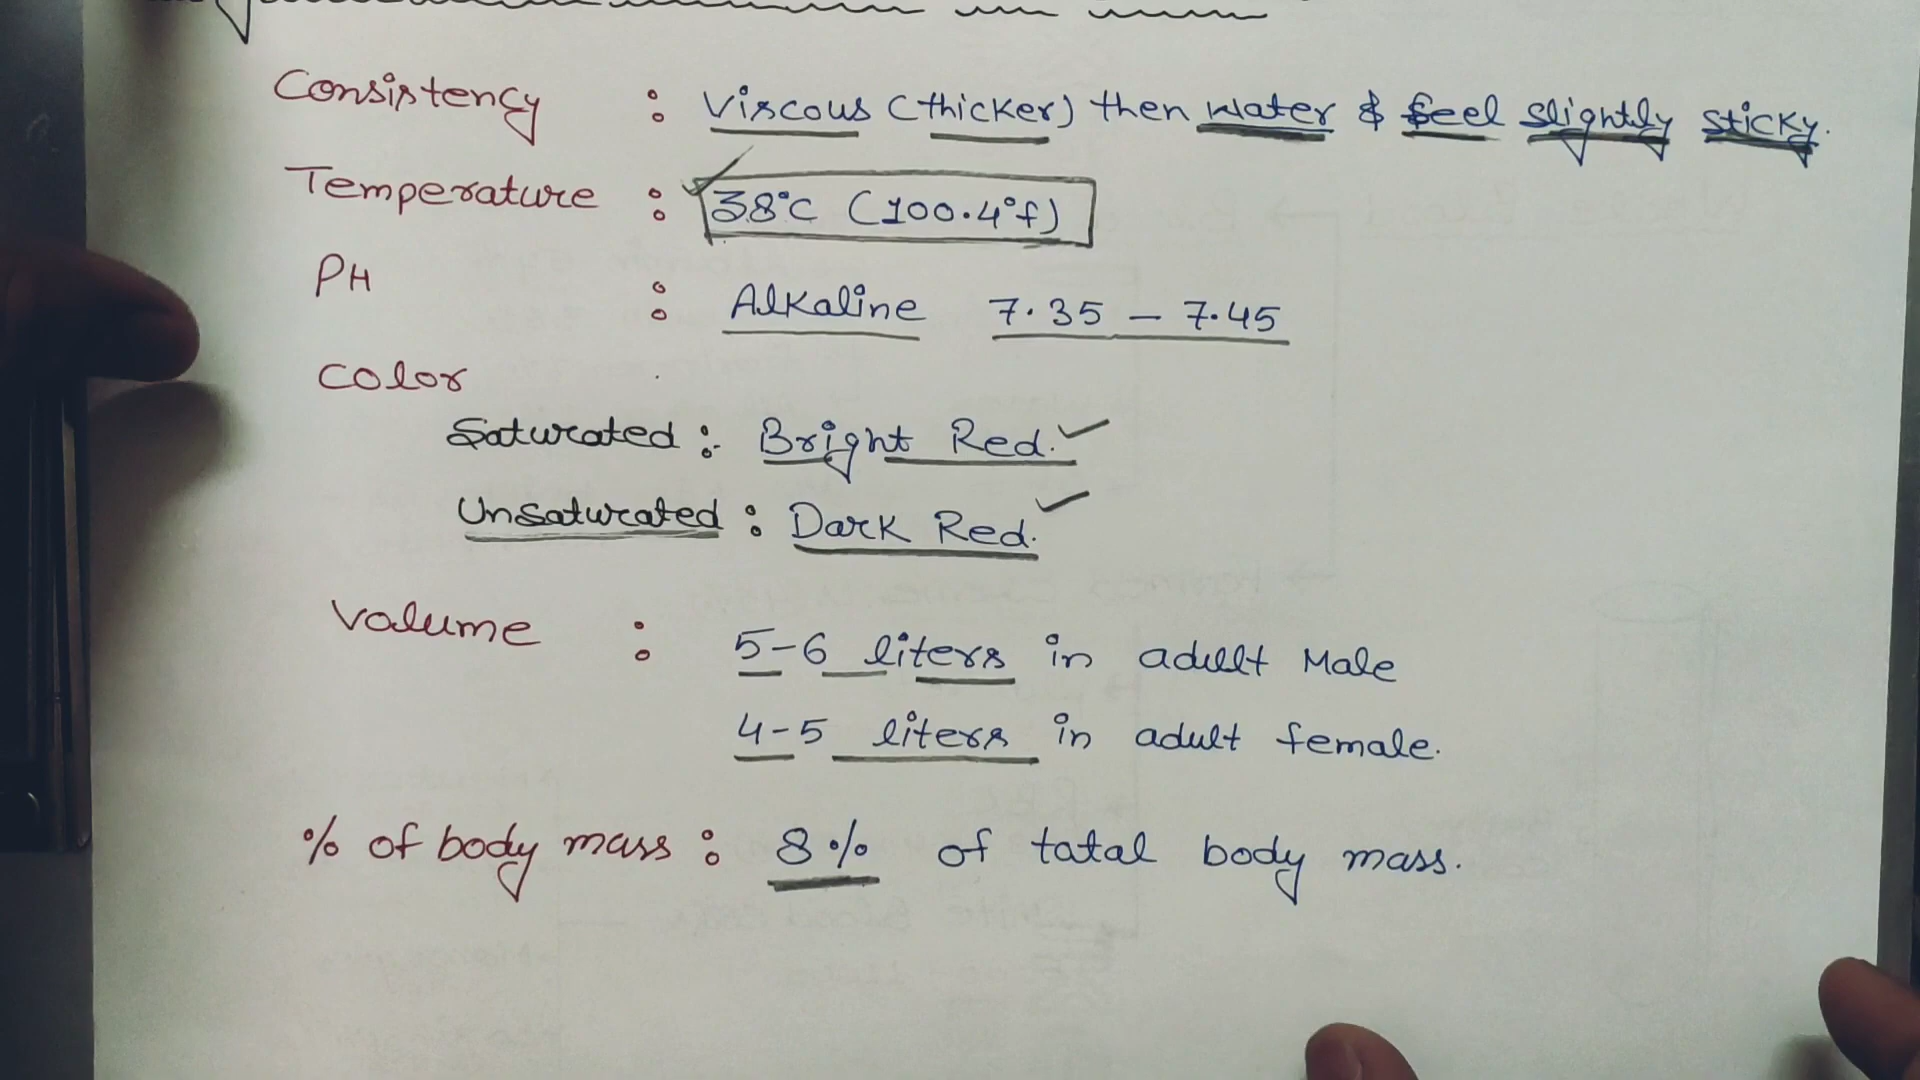 Consistency : Viscous (thicker) then water & feel slightly sticky.
Temperature : 38°C (100.4°f)
PH : Alkaline 7.35 – 7.45
Color
Saturated : Bright Red.
Unsaturated : Dark Red.
Valume : 5-6 liters in adult Male
4-5 liters in adult female.
% of body mass : 8% of tatal body mass.